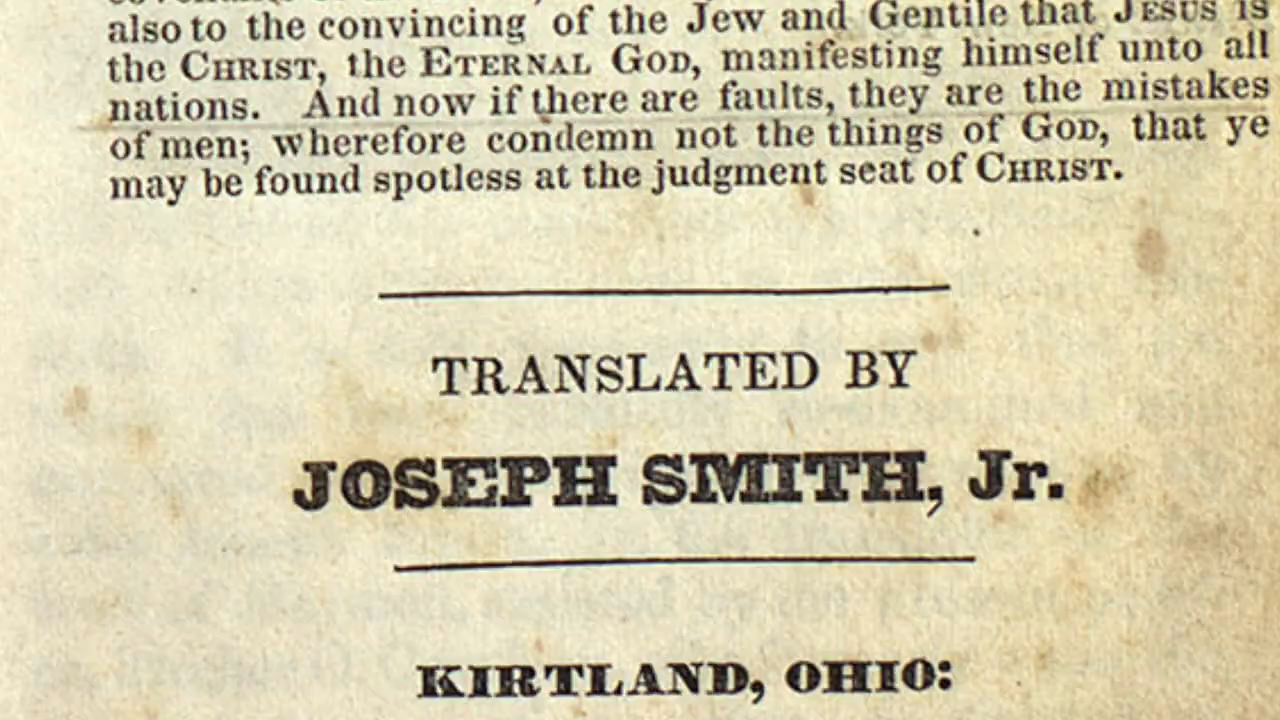 also to the convincing of the Jew and Gentile that JESUS is
the CHRIST, the ETERNAL GOD, manifesting himself unto all
nations. And now if there are faults, they are the mistakes
of men; wherefore condemn not the things of GOD, that ye
may be found spotless at the judgment seat of CHRIST.
TRANSLATED BY
JOSEPH SMITH, Jr.
KIRTLAND, OHIO: